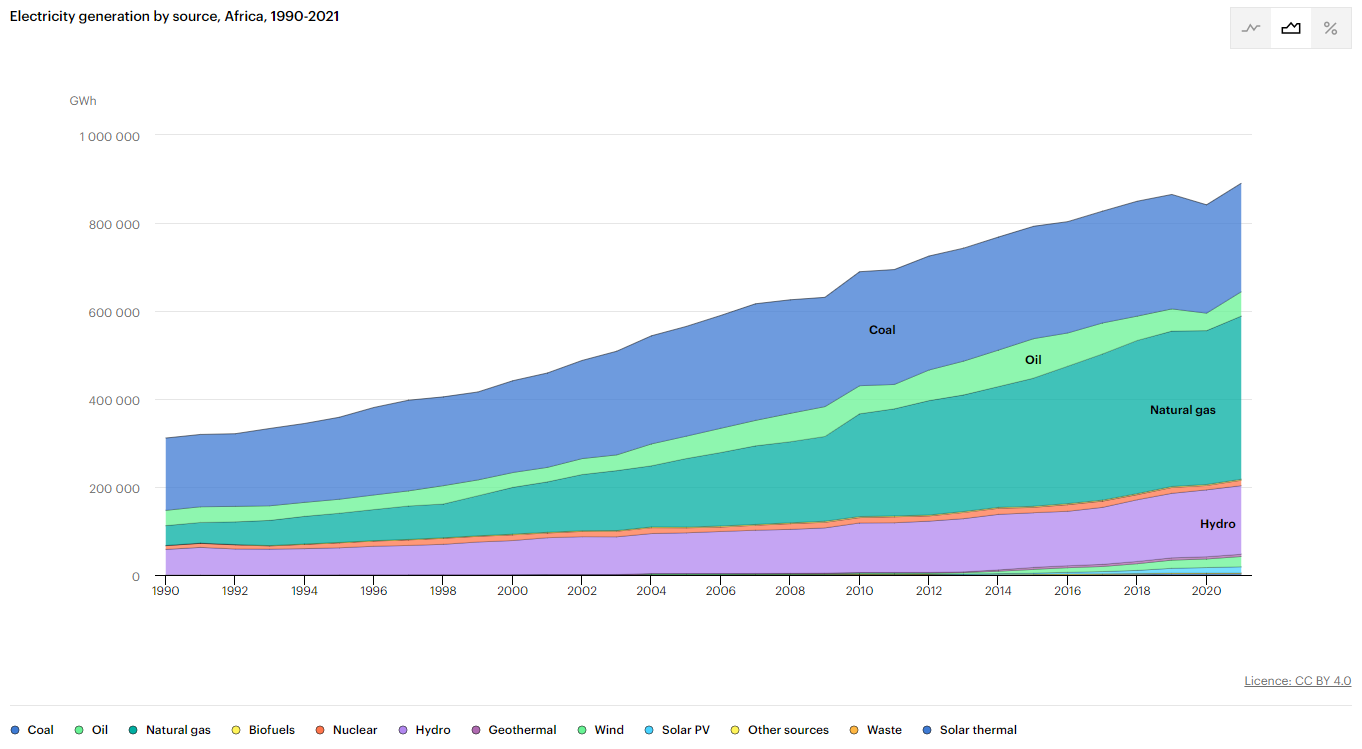 Electricity generation by source, Africa, 1990-2021
%
GWh
1 000 000
800 000
600 000
400 000
200 000
0
Coal
Oil
Natural gas
Hydro
1990 1992 1994 1996 1998 2000 2002 2004 2006 2008 2010 2012 2014 2016 2018 2020
Licence: CC BY 4.0
Coal Oil Natural gas Biofuels Nuclear Hydro Geothermal Wind Solar PV Other sources Waste Solar thermal